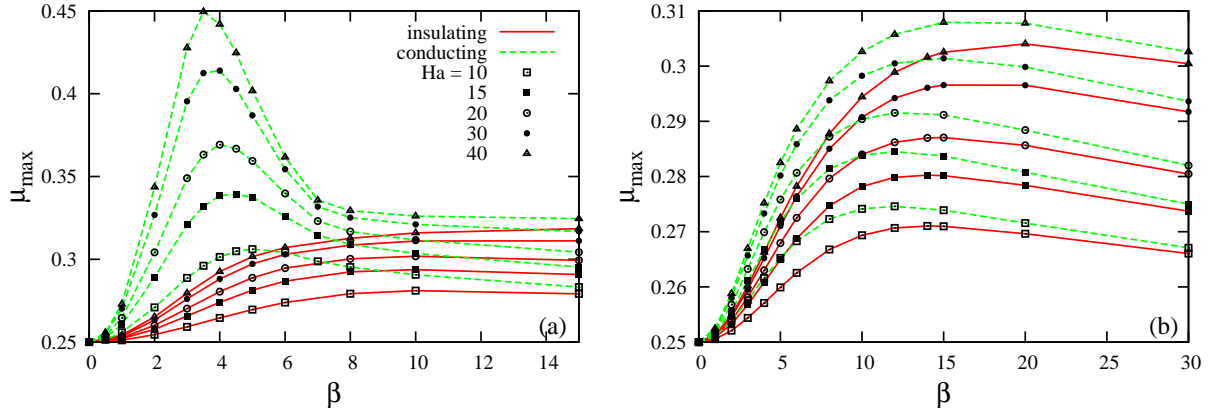 μmax
0.45
0.4
0.35
0.3
0.25
0 2 4 6 8 10 12 14
β
insulating
conducting
Ha = 10
15
20
30
40
(a)
μmax
0.31
0.3
0.29
0.28
0.27
0.26
0.25
0 5 10 15 20 25 30
β
(b)